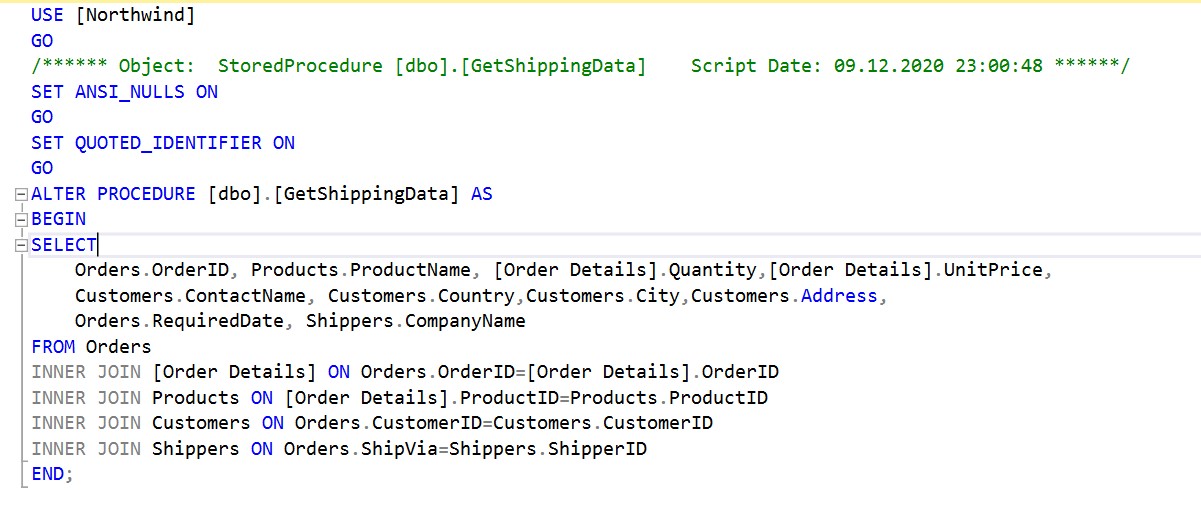 USE [Northwind]
GO
/****** Object:  StoredProcedure [dbo].[GetShippingData]    Script Date: 09.12.2020 23:00:48 ******/
SET ANSI_NULLS ON
GO
SET QUOTED_IDENTIFIER ON
GO
ALTER PROCEDURE [dbo].[GetShippingData] AS
BEGIN
SELECT
    Orders.OrderID, Products.ProductName, [Order Details].Quantity,[Order Details].UnitPrice,
    Customers.ContactName, Customers.Country,Customers.City,Customers.Address,
    Orders.RequiredDate, Shippers.CompanyName
FROM Orders
INNER JOIN [Order Details] ON Orders.OrderID=[Order Details].OrderID
INNER JOIN Products ON [Order Details].ProductID=Products.ProductID
INNER JOIN Customers ON Orders.CustomerID=Customers.CustomerID
INNER JOIN Shippers ON Orders.ShipVia=Shippers.ShipperID
END;